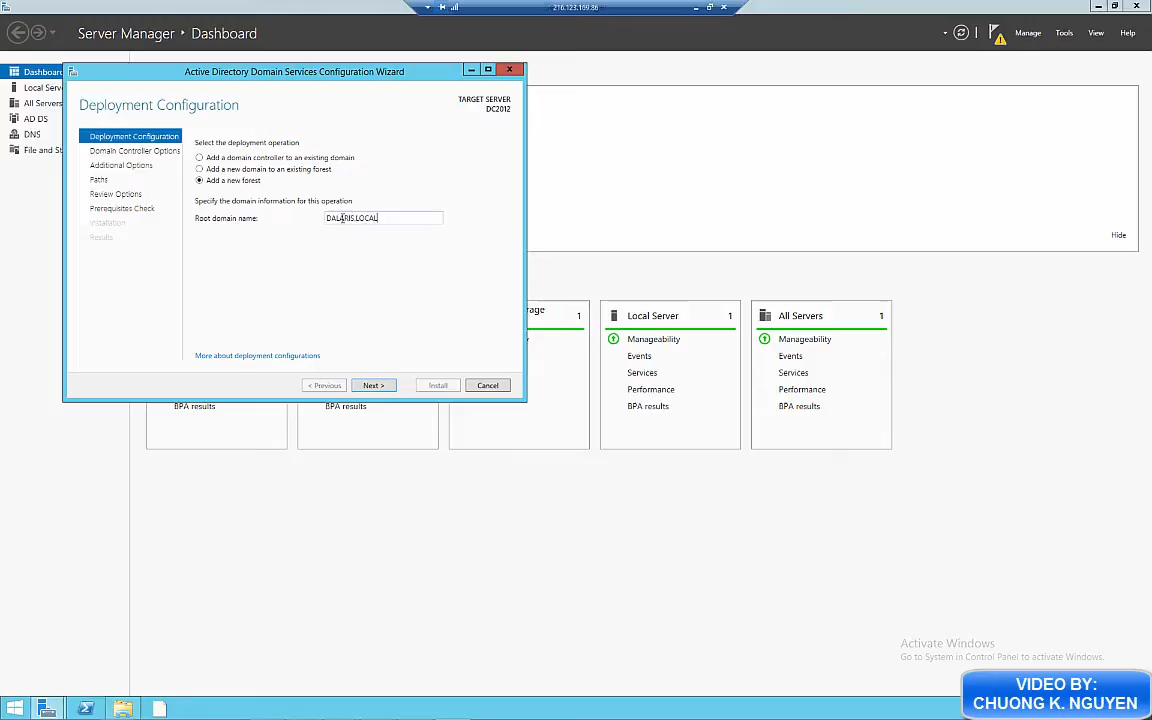 216.123.169.86
Server Manager ‣ Dashboard
Manage
Tools
View
Help
Dashboard
Local Serv
All Servers
AD DS
DNS
File and St
Active Directory Domain Services Configuration Wizard
Deployment Configuration
TARGET SERVER
DC2012
Deployment Configuration
Domain Controller Options
Additional Options
Paths
Review Options
Prerequisites Check
Installation
Results
Select the deployment operation
Add a domain controller to an existing domain
Add a new domain to an existing forest
Add a new forest
Specify the domain information for this operation
Root domain name:
DALARIS.LOCAL
More about deployment configurations
< Previous
Next >
Install
Cancel
Hide
rage
1
Local Server
1
Manageability
Events
Services
Performance
BPA results
All Servers
1
Manageability
Events
Services
Performance
BPA results
BPA results
BPA results
Activate Windows
Go to System in Control Panel to activate Windows.
VIDEO BY:
CHUONG K. NGUYEN